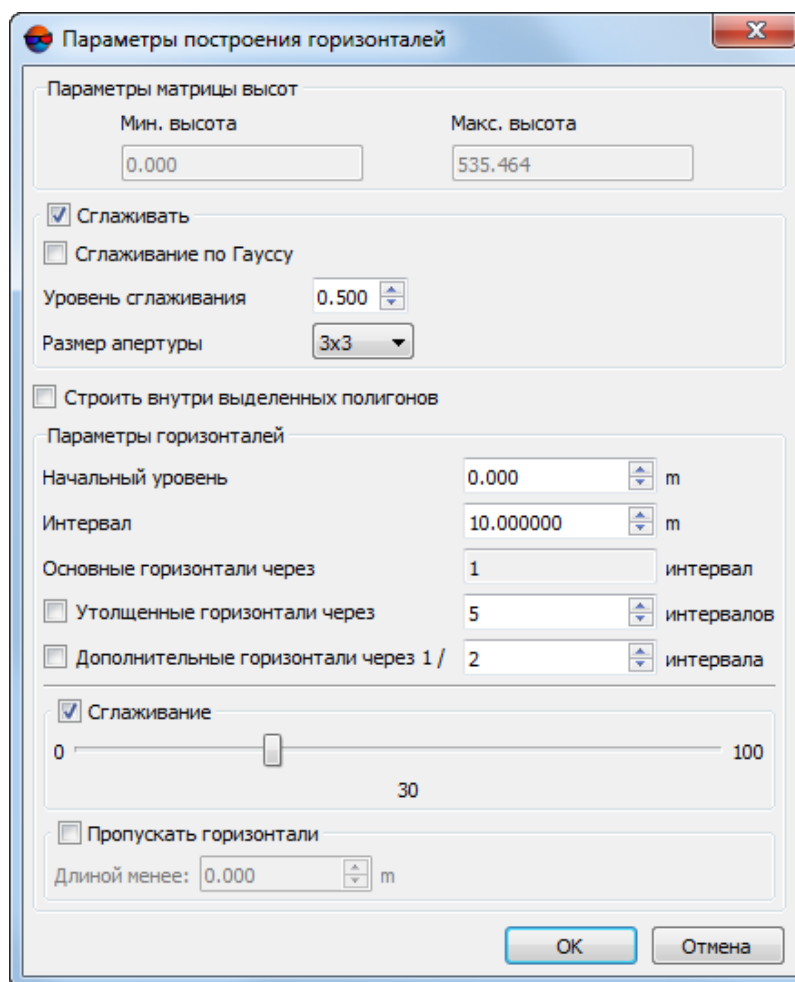 Параметры построения горизонталей
Параметры матрицы высот
Мин. высота Макс. высота
0.000 535.464
Сглаживать
Сглаживание по Гауссу
Уровень сглаживания 0.500
Размер апертуры 3x3
Строить внутри выделенных полигонов
Параметры горизонталей
Начальный уровень 0.000 m
Интервал 10.000000 m
Основные горизонтали через 1 интервал
Утолщенные горизонтали через 5 интервалов
Дополнительные горизонтали через 1 / 2 интервала
Сглаживание
0 100
30
Пропускать горизонтали
Длиной менее: 0.000 m
OK Отмена